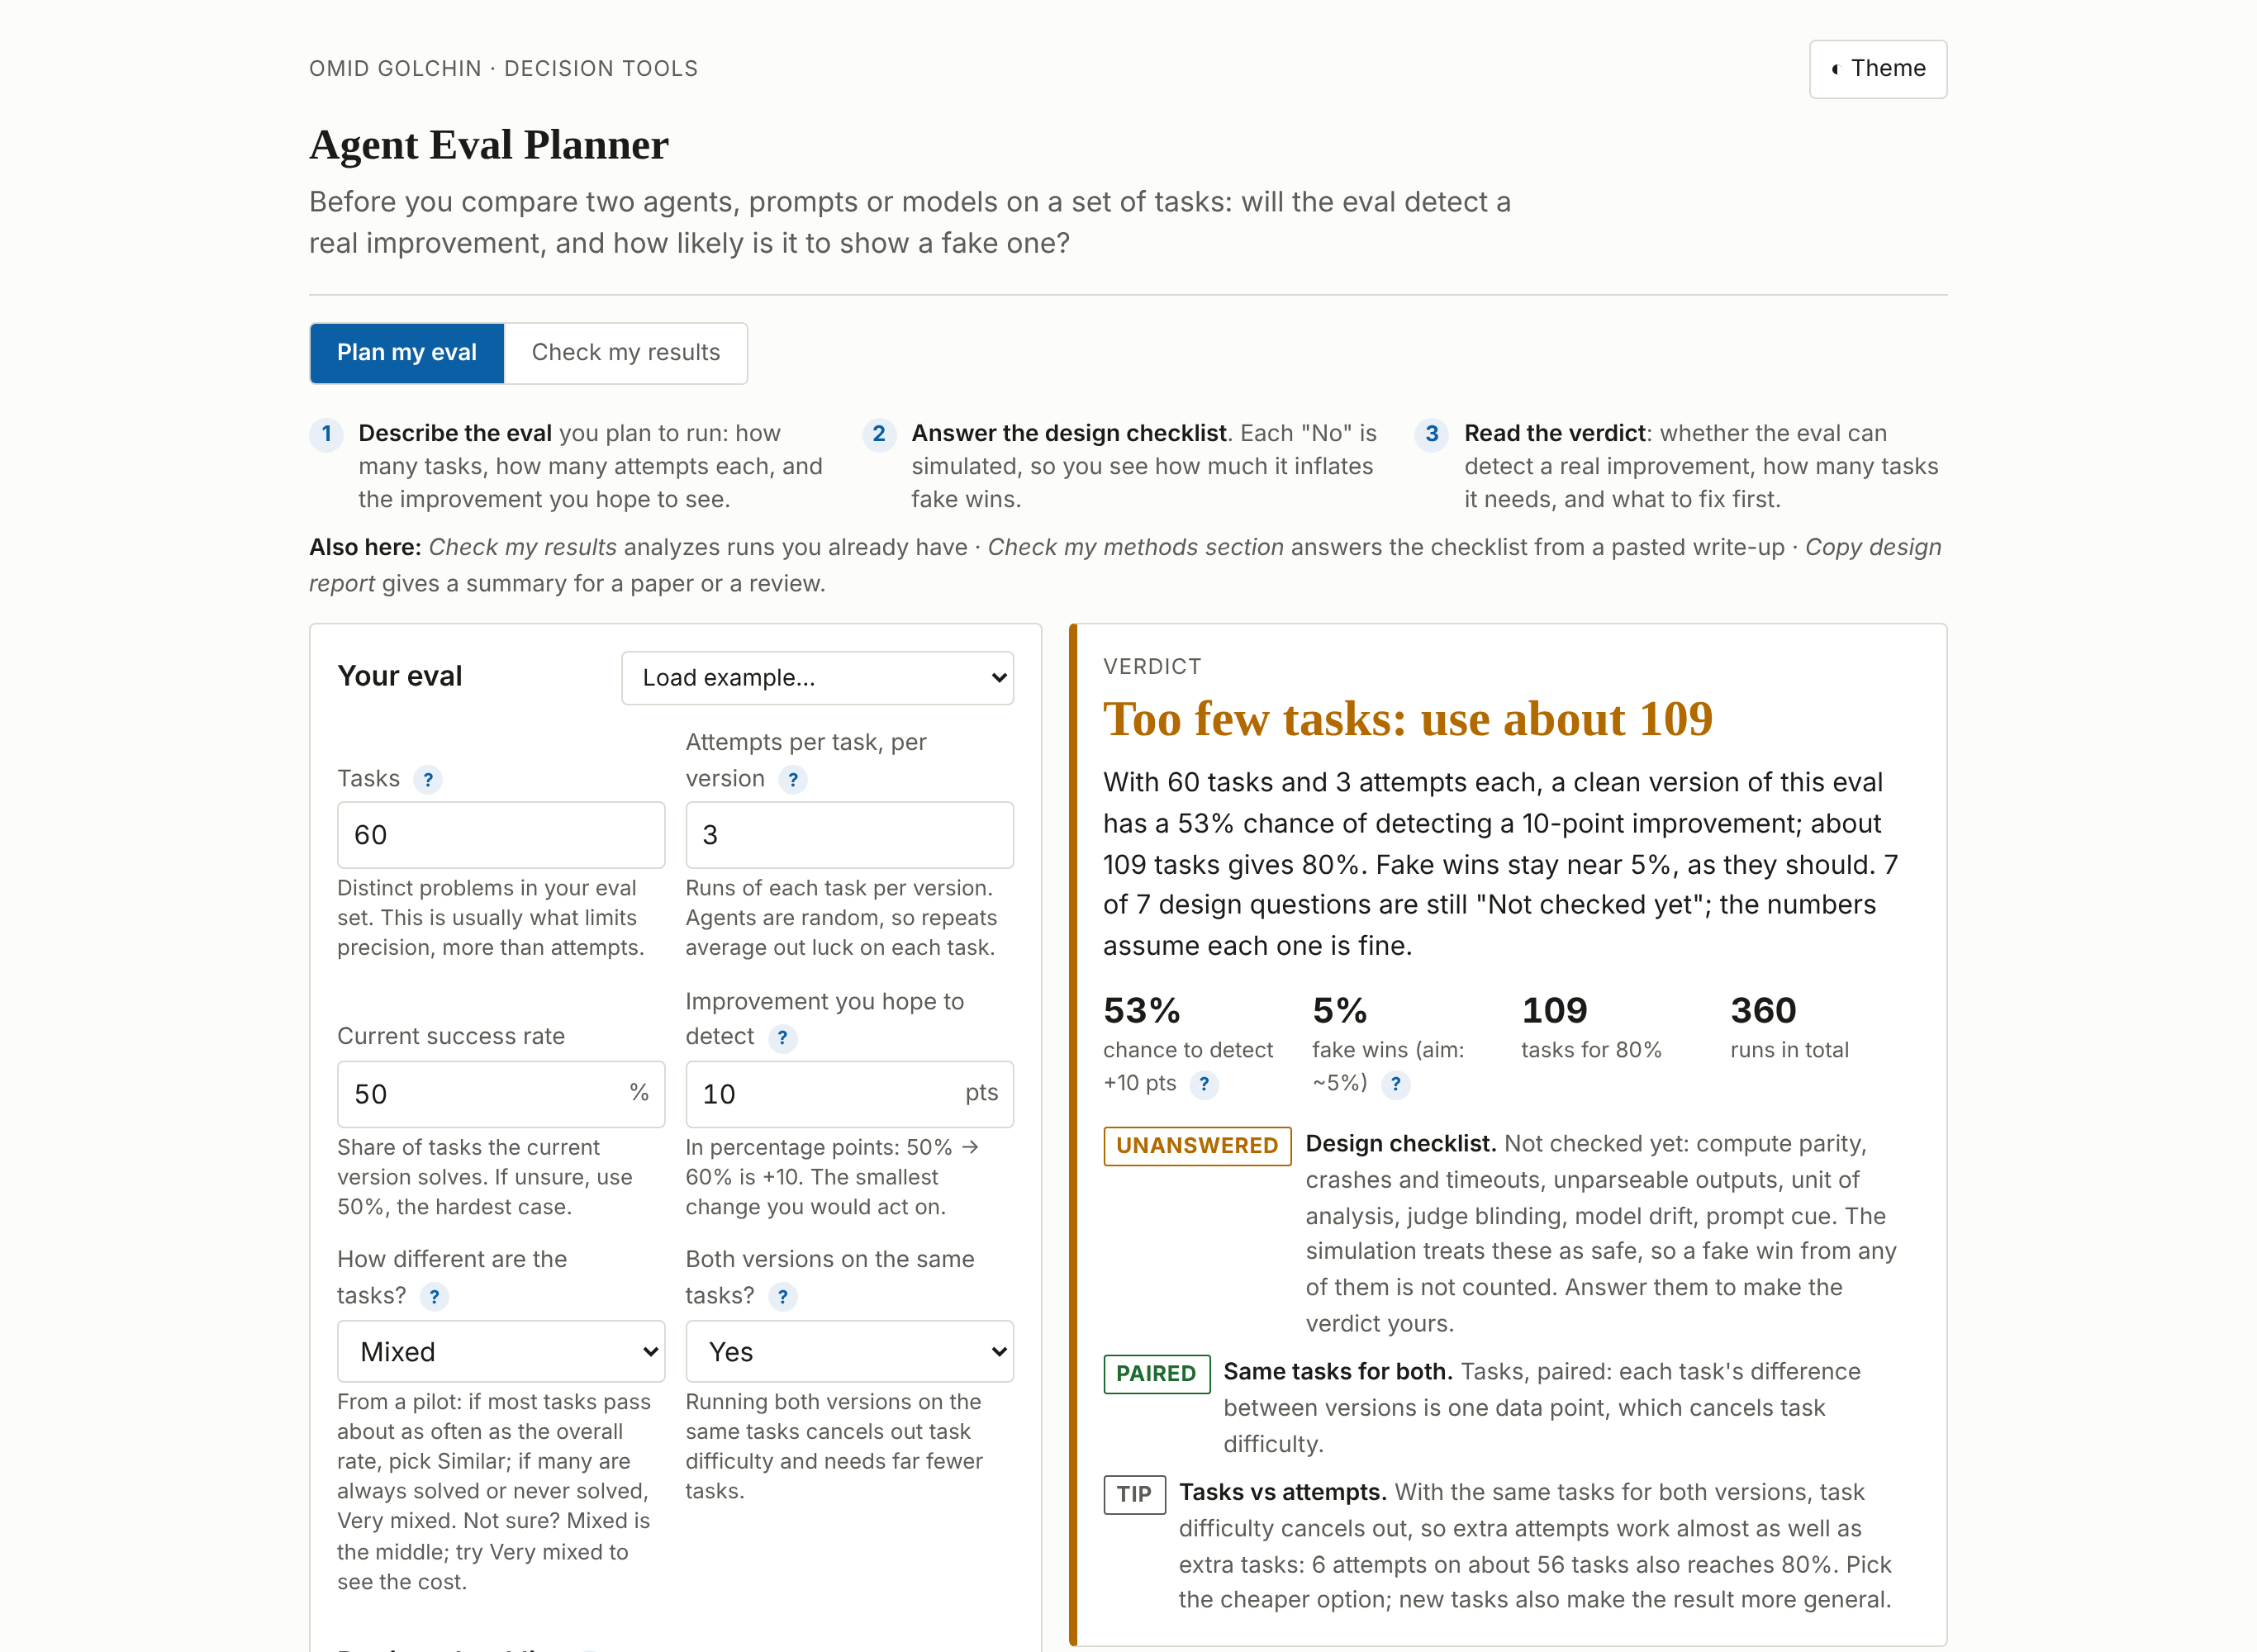 OMID GOLCHIN · DECISION TOOLS
Theme
Agent Eval Planner
Before you compare two agents, prompts or models on a set of tasks: will the eval detect a
real improvement, and how likely is it to show a fake one?
Plan my eval
Check my results
1
Describe the eval you plan to run: how
many tasks, how many attempts each, and
the improvement you hope to see.
2
Answer the design checklist. Each "No" is
simulated, so you see how much it inflates
fake wins.
3
Read the verdict: whether the eval can
detect a real improvement, how many tasks
it needs, and what to fix first.
Also here: Check my results analyzes runs you already have · Check my methods section answers the checklist from a pasted write-up · Copy design
report gives a summary for a paper or a review.
Your eval
Load example...
Tasks ?
60
Distinct problems in your eval
set. This is usually what limits
precision, more than attempts.
Attempts per task, per
version ?
3
Runs of each task per version.
Agents are random, so repeats
average out luck on each task.
Current success rate
50 %
Share of tasks the current
version solves. If unsure, use
50%, the hardest case.
Improvement you hope to
detect ?
10 pts
In percentage points: 50% →
60% is +10. The smallest
change you would act on.
How different are the
tasks? ?
Mixed
From a pilot: if most tasks pass
about as often as the overall
rate, pick Similar; if many are
always solved or never solved,
Very mixed. Not sure? Mixed is
the middle; try Very mixed to
see the cost.
Both versions on the same
tasks? ?
Yes
Running both versions on the
same tasks cancels out task
difficulty and needs far fewer
tasks.
VERDICT
Too few tasks: use about 109
With 60 tasks and 3 attempts each, a clean version of this eval
has a 53% chance of detecting a 10-point improvement; about
109 tasks gives 80%. Fake wins stay near 5%, as they should. 7
of 7 design questions are still "Not checked yet"; the numbers
assume each one is fine.
53%
chance to detect
+10 pts ?
5%
fake wins (aim:
~5%) ?
109
tasks for 80%
360
runs in total
UNANSWERED
Design checklist. Not checked yet: compute parity,
crashes and timeouts, unparseable outputs, unit of
analysis, judge blinding, model drift, prompt cue. The
simulation treats these as safe, so a fake win from any
of them is not counted. Answer them to make the
verdict yours.
PAIRED
Same tasks for both. Tasks, paired: each task's difference
between versions is one data point, which cancels task
difficulty.
TIP
Tasks vs attempts. With the same tasks for both versions, task
difficulty cancels out, so extra attempts work almost as well as
extra tasks: 6 attempts on about 56 tasks also reaches 80%. Pick
the cheaper option; new tasks also make the result more general.